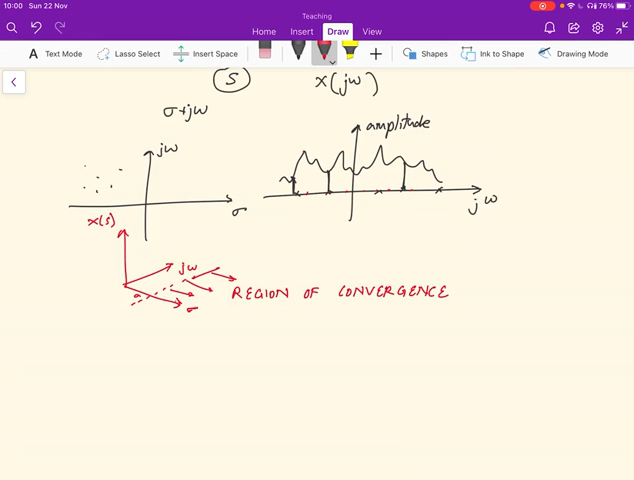 10:00 Sun 22 Nov
76%
Teaching
Home Insert Draw View
A Text Mode Lasso Select Insert Space Shapes Ink to Shape Drawing Mode
S x(jω)
σ+jω
jω
amplitude
σ
jω
x(s)
jω
σ
REGION OF CONVERGENCE